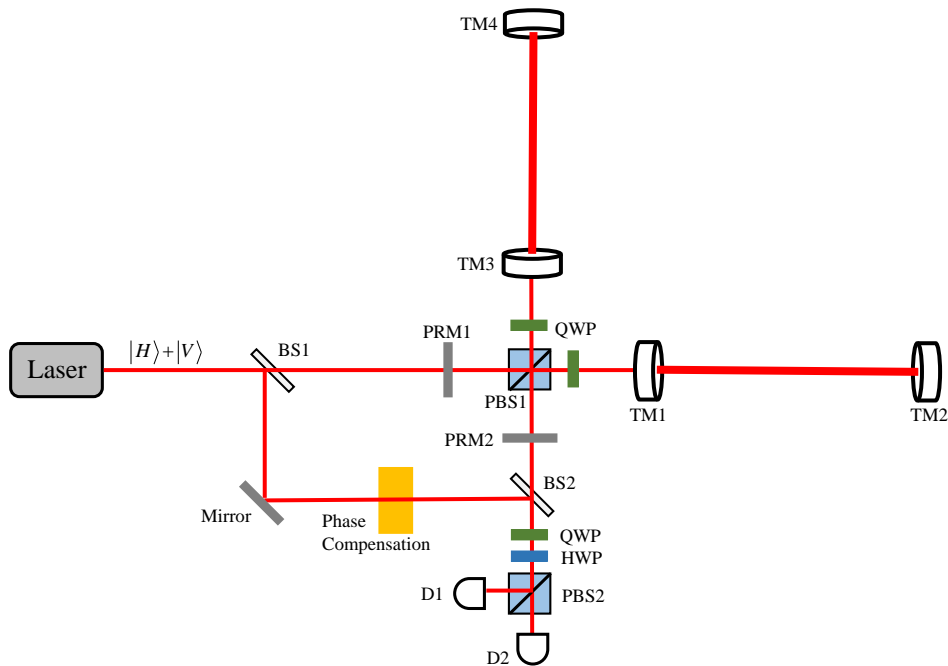 TM4
TM3
QWP
PRM1
|H⟩+|V⟩
BS1
Laser
PBS1
TM1
TM2
PRM2
BS2
Mirror
Phase
Compensation
QWP
HWP
D1
PBS2
D2